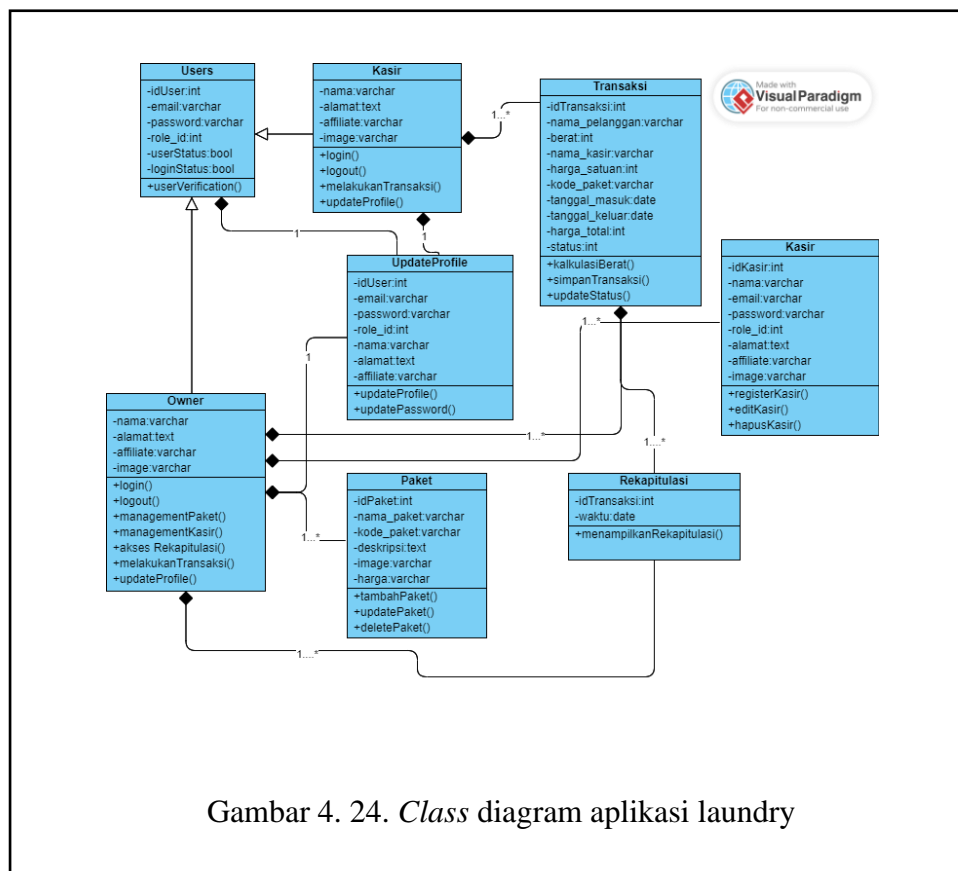 Users
-idUser:int
-email:varchar
-password:varchar
-role_id:int
-userStatus:bool
-loginStatus:bool
+userVerification()
Kasir
-nama:varchar
-alamat:text
-affiliate:varchar
-image:varchar
+login()
+logout()
+melakukanTransaksi()
+updateProfile()
1...*
Transaksi
-idTransaksi:int
-nama_pelanggan:varchar
-berat:int
-nama_kasir:varchar
-harga_satuan:int
-kode_paket:varchar
-tanggal_masuk:date
-tanggal_keluar:date
-harga_total:int
-status:int
+kalkulasiBerat()
+simpanTransaksi()
+updateStatus()
Made with
Visual Paradigm
For non-commercial use
1
1
UpdateProfile
-idUser:int
-email:varchar
-password:varchar
-role_id:int
-nama:varchar
-alamat:text
-affiliate:varchar
+updateProfile()
+updatePassword()
Kasir
-idKasir:int
-nama:varchar
-email:varchar
-password:varchar
-role_id:int
-alamat:text
-affiliate:varchar
-image:varchar
+registerKasir()
+editKasir()
+hapusKasir()
1...*
1
Owner
-nama:varchar
-alamat:text
-affiliate:varchar
-image:varchar
+login()
+logout()
+managementPaket()
+managementKasir()
+akses Rekapitulasi()
+melakukanTransaksi()
+updateProfile()
1...*
1....*
1...*
Paket
-idPaket:int
-nama_paket:varchar
-kode_paket:varchar
-deskripsi:text
-image:varchar
-harga:varchar
+tambahPaket()
+updatePaket()
+deletePaket()
Rekapitulasi
-idTransaksi:int
-waktu:date
+menampilkanRekapitulasi()
1....*
Gambar 4. 24. Class diagram aplikasi laundry